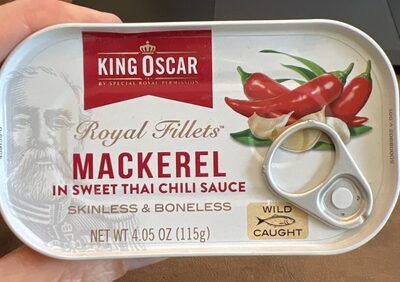 KING OSCAR
BY SPECIAL ROYAL PERMISSION
Royal Fillets™
MACKEREL
IN SWEET THAI CHILI SAUCE
SKINLESS & BONELESS
WILD
CAUGHT
NET WT 4.05 OZ (115g)